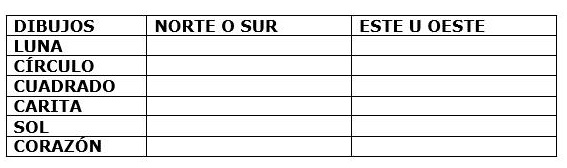 DIBUJOS NORTE O SUR ESTE U OESTE
LUNA
CÍRCULO
CUADRADO
CARITA
SOL
CORAZÓN